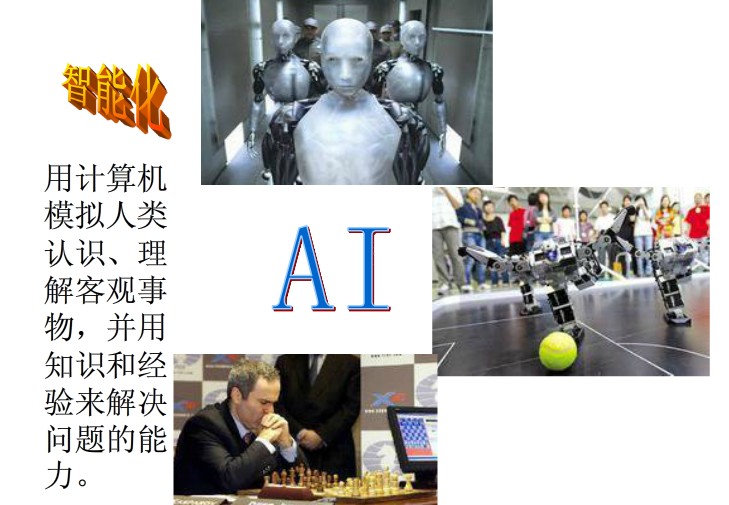 智能化
用计算机
模拟人类
认识、理
解客观事
物，并用
知识和经
验来解决
问题的能
力。
AI